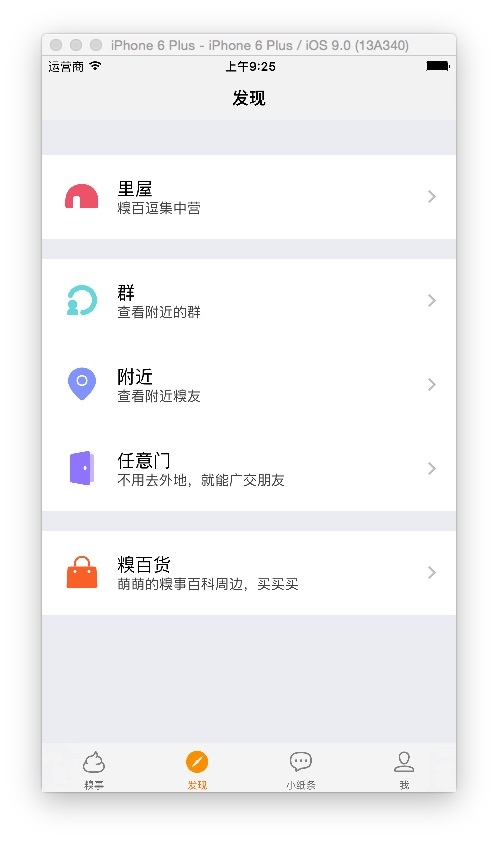 iPhone 6 Plus - iPhone 6 Plus / iOS 9.0 (13A340)
运营商 上午9:25
发现
里屋
糗百逗集中营
群
查看附近的群
附近
查看附近糗友
任意门
不用去外地，就能广交朋友
糗百货
萌萌的糗事百科周边，买买买
糗事 发现 小纸条 我